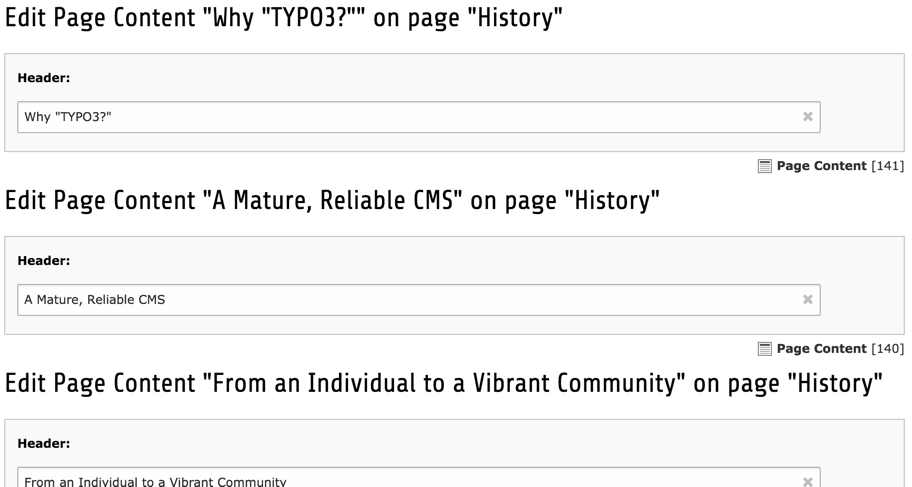 Edit Page Content "Why "TYPO3?"" on page "History"
Header:
Why "TYPO3?"
Page Content [141]
Edit Page Content "A Mature, Reliable CMS" on page "History"
Header:
A Mature, Reliable CMS
Page Content [140]
Edit Page Content "From an Individual to a Vibrant Community" on page "History"
Header:
From an Individual to a Vibrant Community